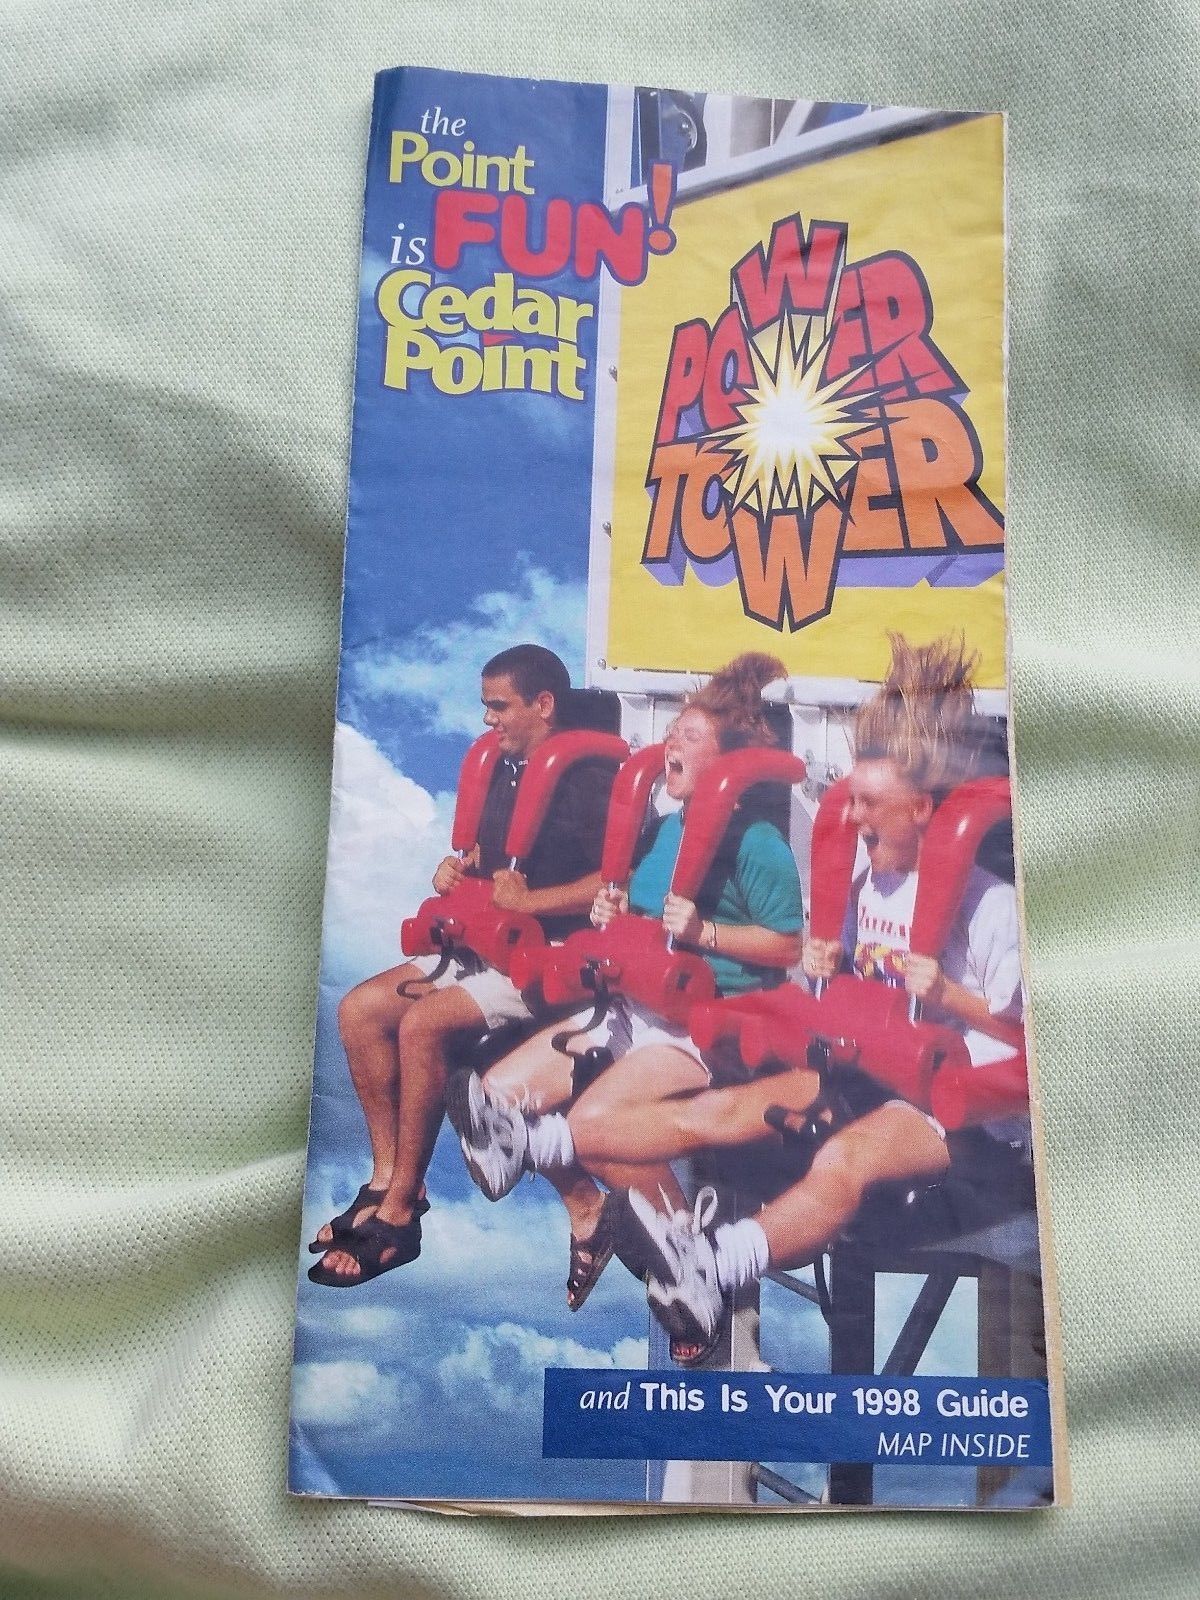 the
Point
is FUN!
Cedar
Point
POWER
TOWER
and This Is Your 1998 Guide
MAP INSIDE